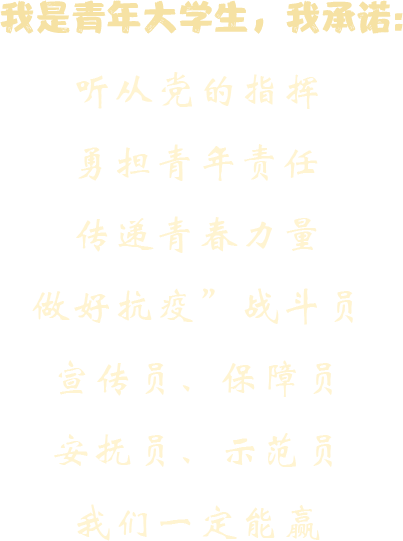 我是青年大学生，我承诺:
听从党的指挥
勇担青年责任
传递青春力量
做好抗疫”战斗员
宣传员、保障员
安抚员、示范员
我们一定能赢